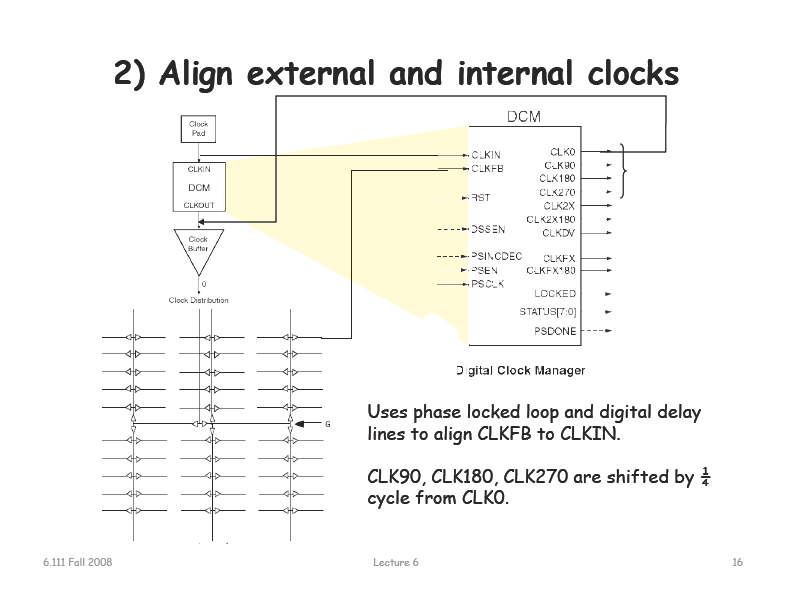 2) Align external and internal clocks
Clock
Pad
CLKIN
DCM
CLKOUT
Clock
Buffer
0
Clock Distribution
G
DCM
CLKIN
CLKFB
RST
DSSEN
PSINCDEC
PSEN
PSCLK
CLK0
CLK90
CLK180
CLK270
CLK2X
CLK2X180
CLKDV
CLKFX
CLKFX180
LOCKED
STATUS[7:0]
PSDONE
Digital Clock Manager
Uses phase locked loop and digital delay
lines to align CLKFB to CLKIN.
CLK90, CLK180, CLK270 are shifted by ¼
cycle from CLK0.
6.111 Fall 2008
Lecture 6
16